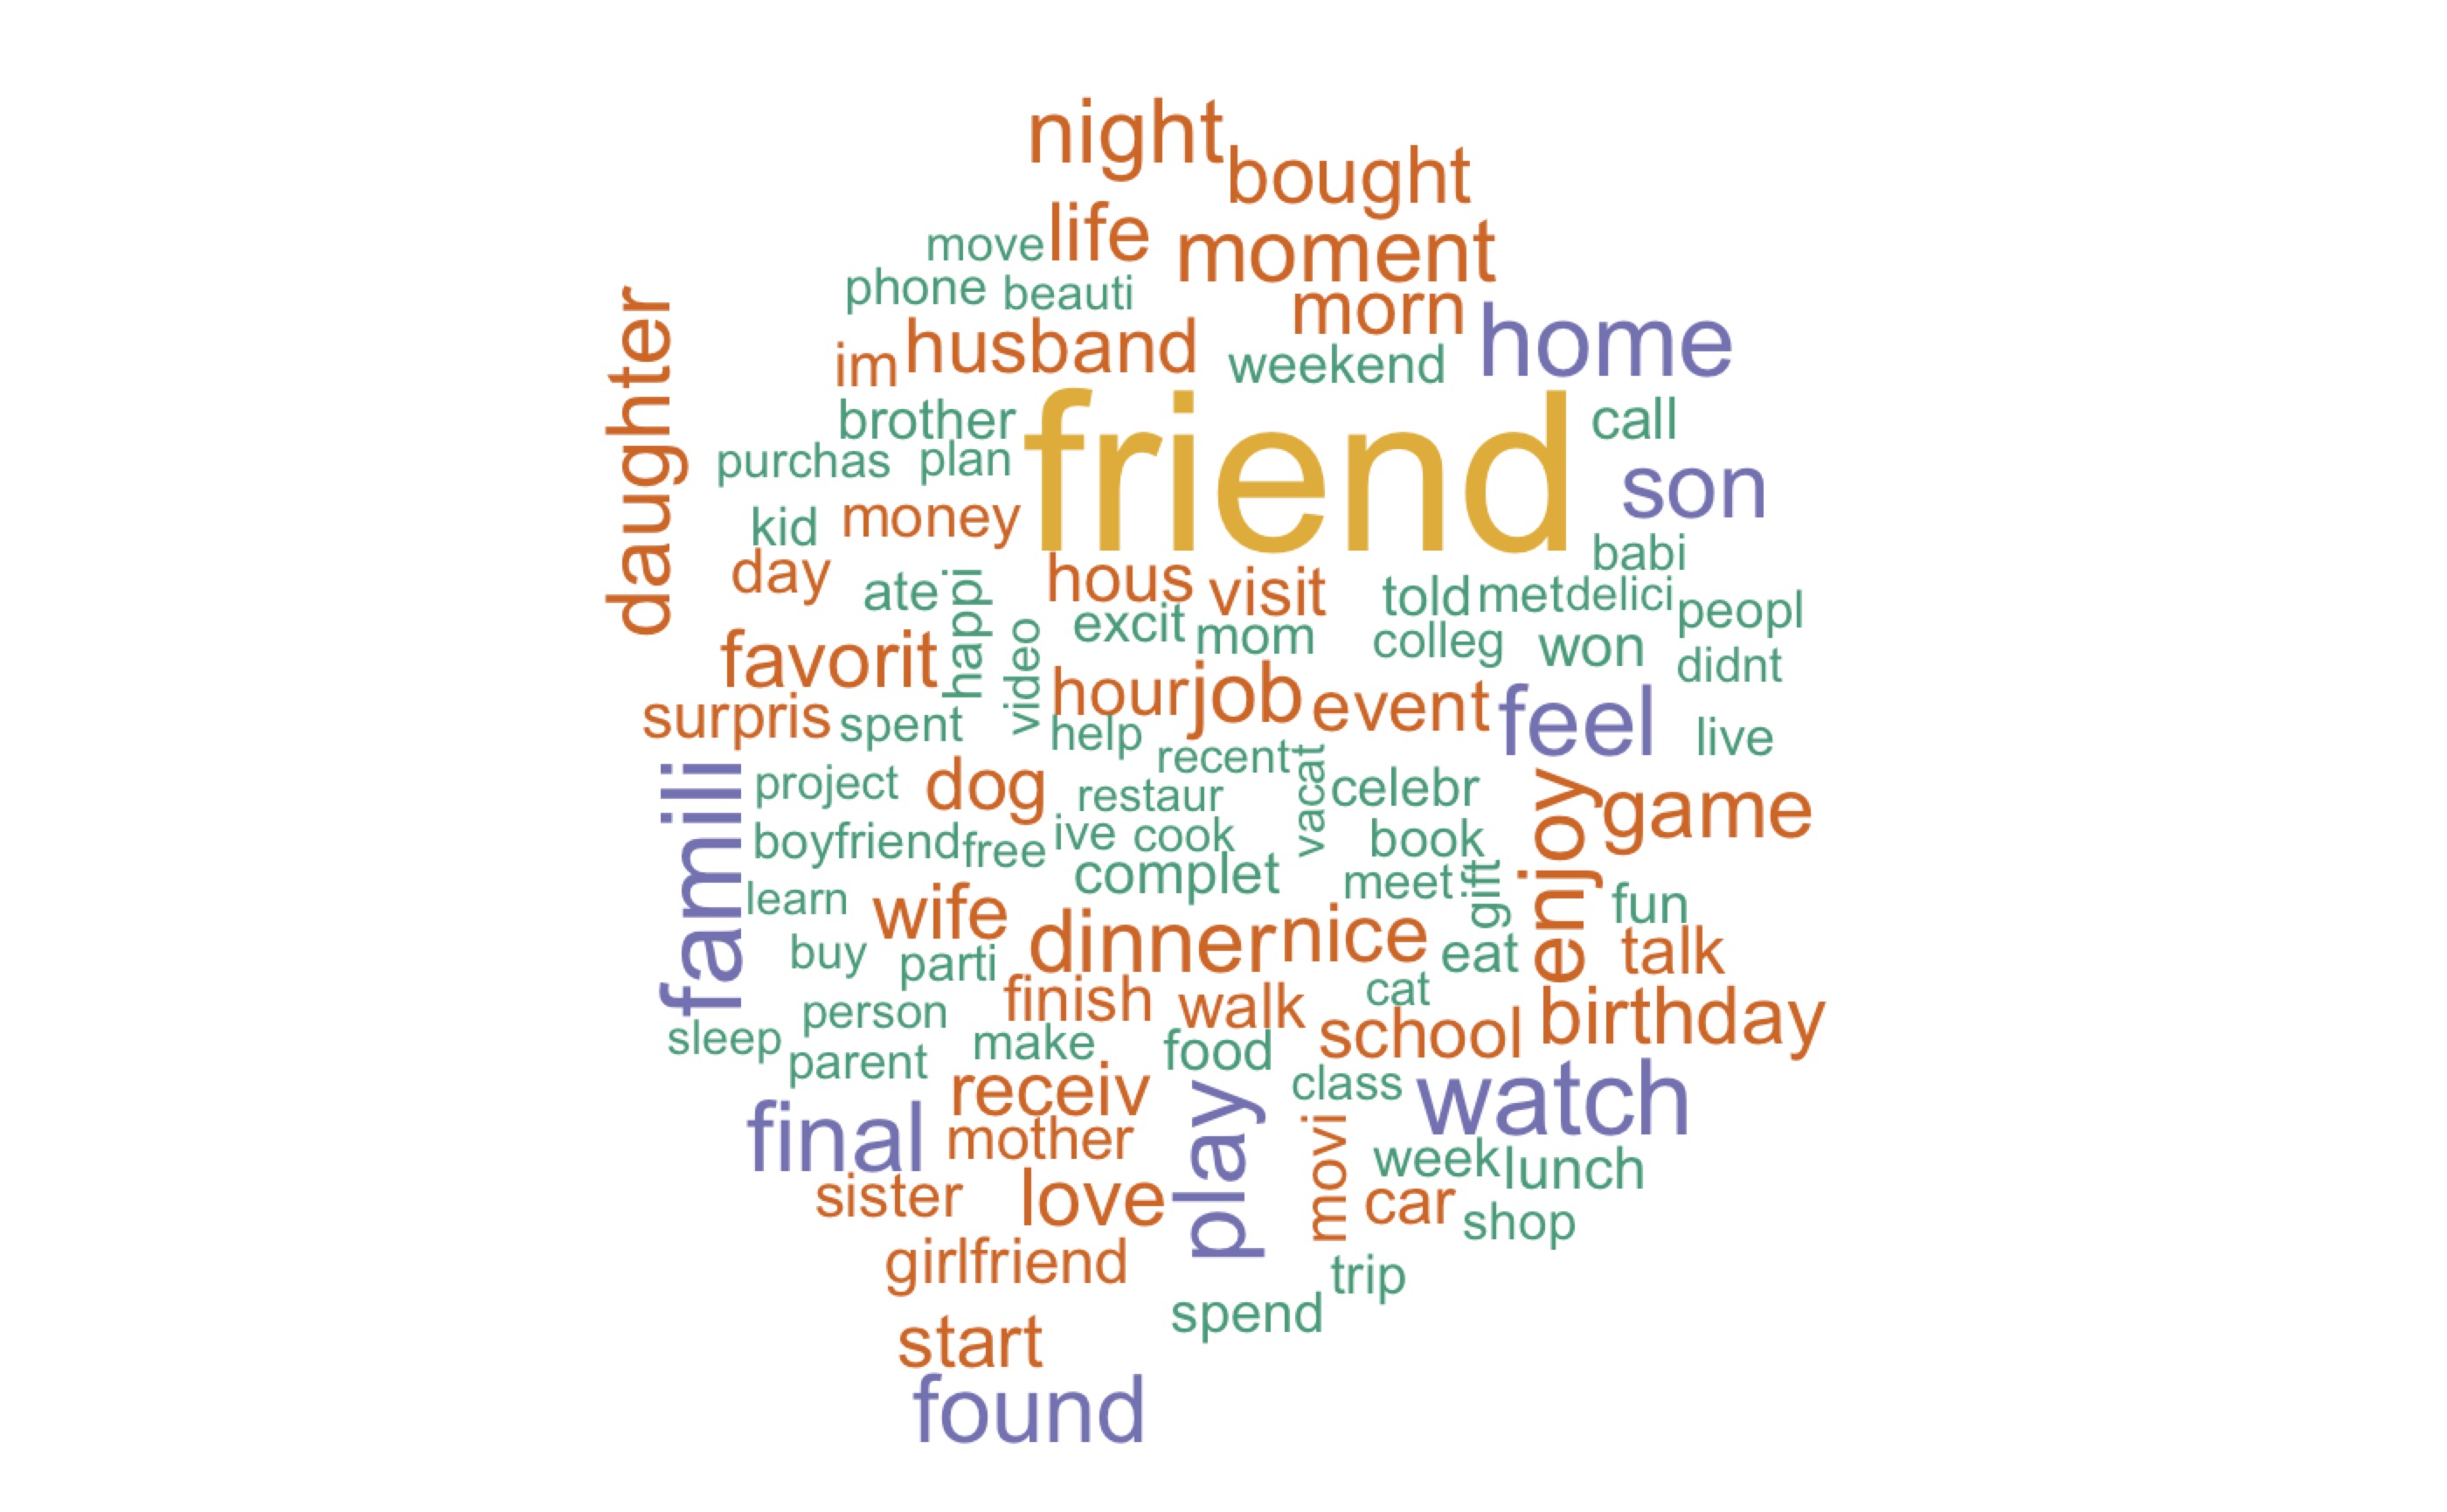 night
bought
life
move
moment
phone
beauti
morn
daughter
husband
home
im
weekend
brother
friend
call
purchas
plan
son
kid
money
babi
day
ate
happi
hous
visit
told
met
delici
peopl
excit
mom
colleg
won
didnt
favorit
video
hour
job
event
feel
surpris
spent
help
live
recent
vacat
famili
project
dog
restaur
celebr
enjoy
game
boyfriend
free
ive
cook
book
complet
meet
gift
learn
wife
fun
dinner
nice
buy
parti
eat
talk
cat
person
finish
walk
school
birthday
sleep
parent
make
food
receiv
play
class
watch
final
mother
movi
week
lunch
sister
love
car
shop
girlfriend
trip
spend
start
found